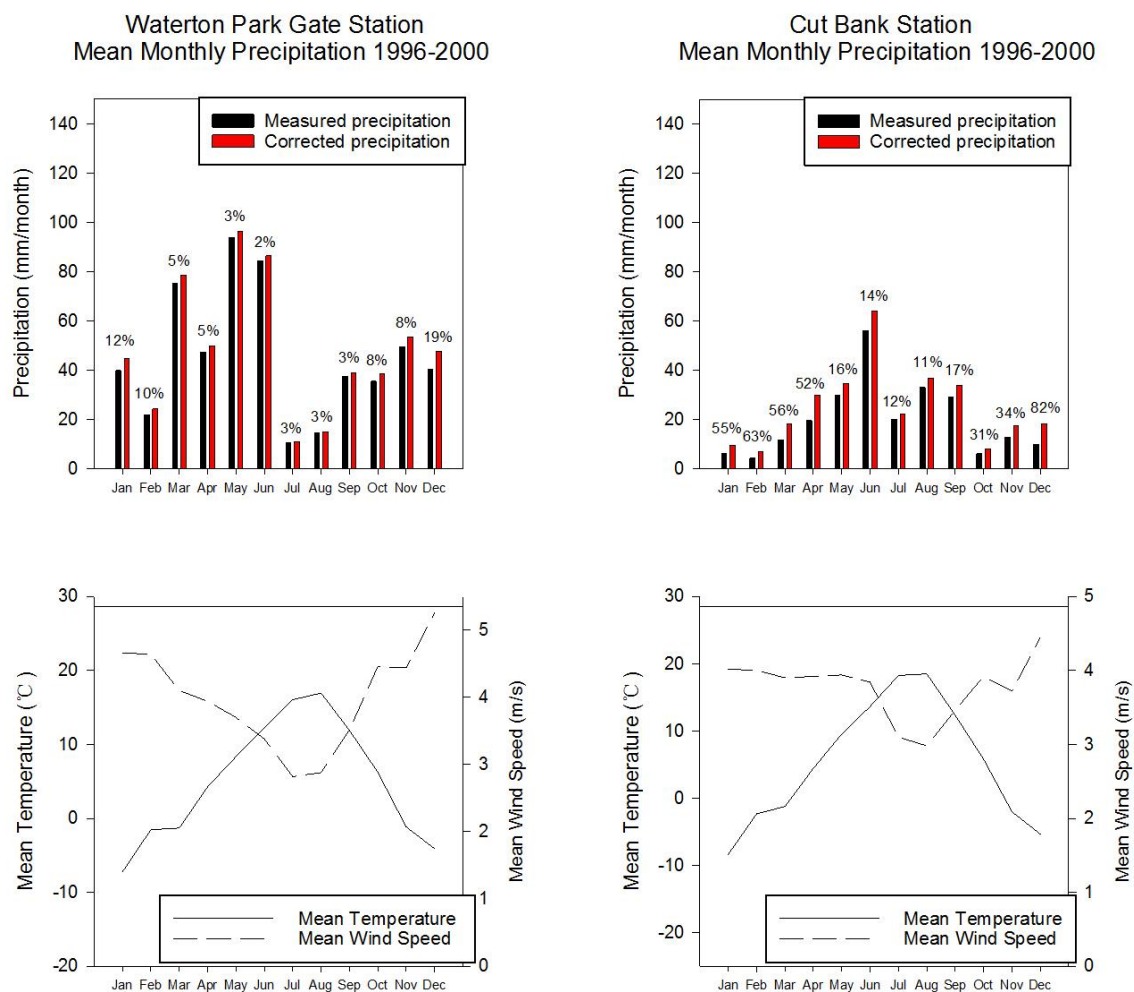 Waterton Park Gate Station
Mean Monthly Precipitation 1996-2000
Measured precipitation
Corrected precipitation
Precipitation (mm/month)
140
120
100
80
60
40
20
0
12%
10%
5%
5%
3%
2%
3%
3%
3%
8%
8%
19%
Jan Feb Mar Apr May Jun Jul Aug Sep Oct Nov Dec
Cut Bank Station
Mean Monthly Precipitation 1996-2000
Measured precipitation
Corrected precipitation
Precipitation (mm/month)
140
120
100
80
60
40
20
0
55%
63%
56%
52%
16%
14%
12%
11%
17%
31%
34%
82%
Jan Feb Mar Apr May Jun Jul Aug Sep Oct Nov Dec
Mean Temperature (℃)
30
20
10
0
-10
-20
Mean Wind Speed (m/s)
5
4
3
2
1
0
Mean Temperature
Mean Wind Speed
Jan Feb Mar Apr May Jun Jul Aug Sep Oct Nov Dec
Mean Temperature (℃)
30
20
10
0
-10
-20
Mean Wind Speed (m/s)
5
4
3
2
1
0
Mean Temperature
Mean Wind Speed
Jan Feb Mar Apr May Jun Jul Aug Sep Oct Nov Dec